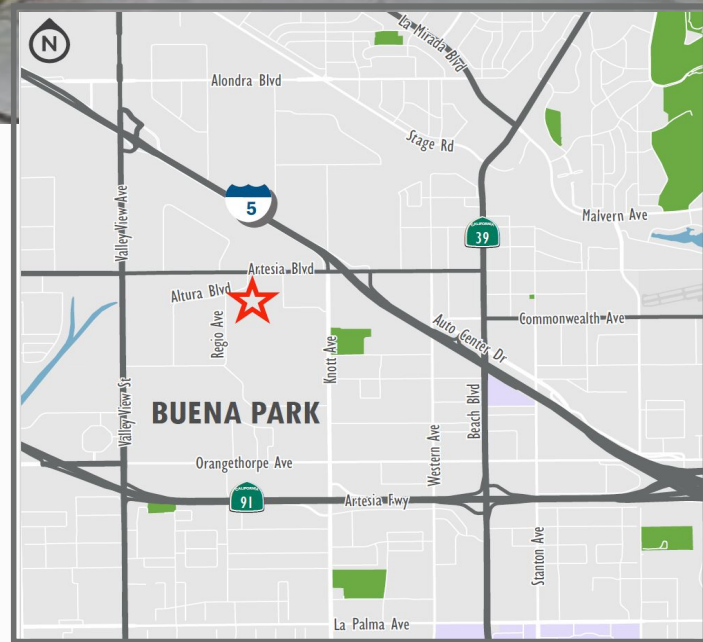 N
La Mirada Blvd
Alondra Blvd
Stage Rd
Valley View Ave
5
Malvern Ave
CALIFORNIA
39
Artesia Blvd
Altura Blvd
Regio Ave
Commonwealth Ave
Auto Center Dr
Knott Ave
Valley View St
BUENA PARK
Beach Blvd
Western Ave
Orangethorpe Ave
CALIFORNIA
91
Artesia Fwy
Stanton Ave
La Palma Ave